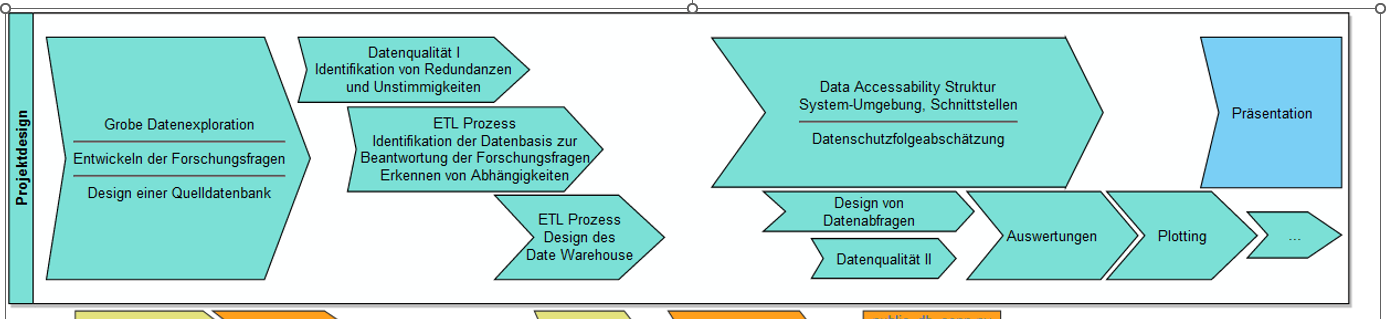 Projektdesign
Grobe Datenexploration
Entwickeln der Forschungsfragen
Design einer Quelldatenbank
Datenqualität I
Identifikation von Redundanzen
und Unstimmigkeiten
ETL Prozess
Identifikation der Datenbasis zur
Beantwortung der Forschungsfragen
Erkennen von Abhängigkeiten
ETL Prozess
Design des
Date Warehouse
Data Accessability Struktur
System-Umgebung, Schnittstellen
Datenschutzfolgeabschätzung
Design von
Datenabfragen
Datenqualität II
Auswertungen
Plotting
...
Präsentation